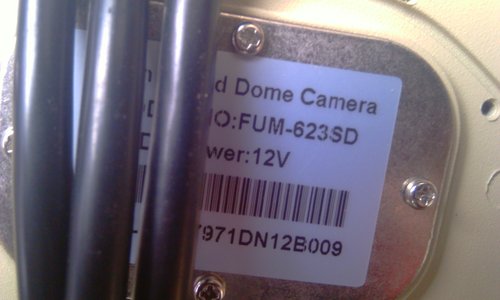 d Dome Camera
O:FUM-623SD
wer:12V
7971DN12B009